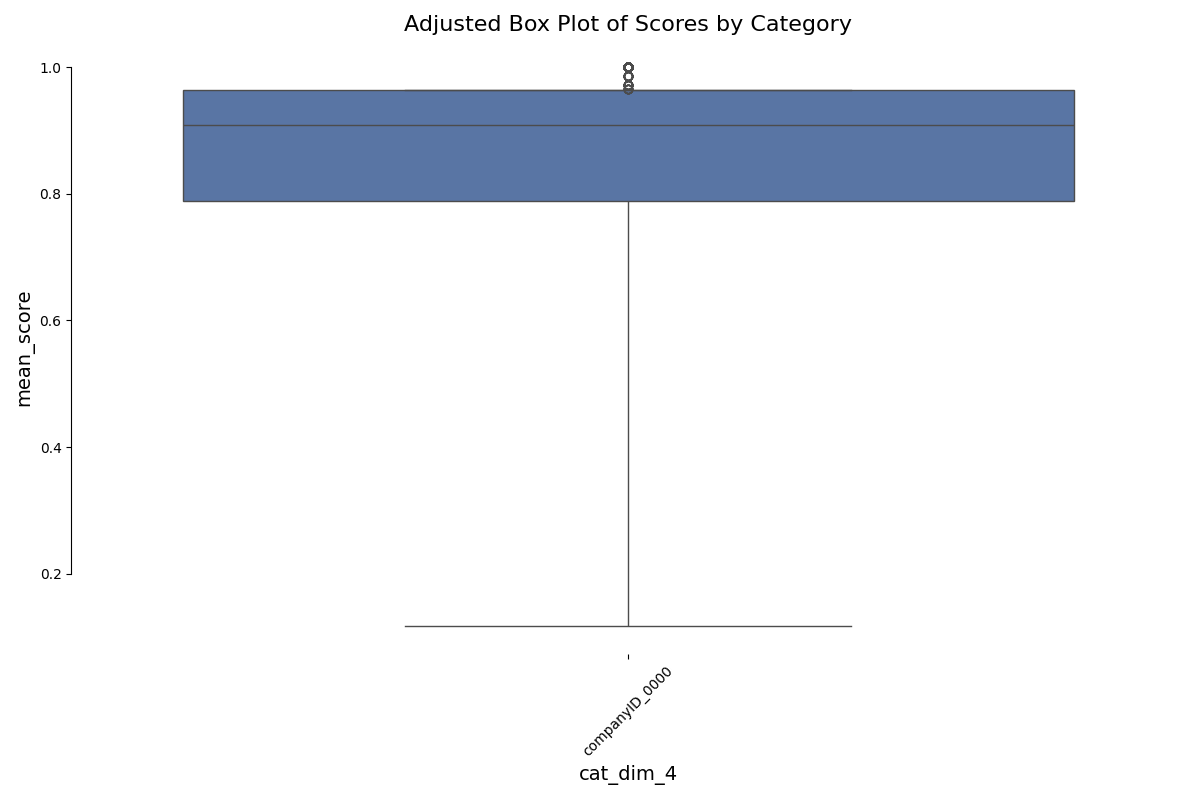 Adjusted Box Plot of Scores by Category
1.0
0.8
0.6
0.4
0.2
mean_score
companyID_0000
cat_dim_4